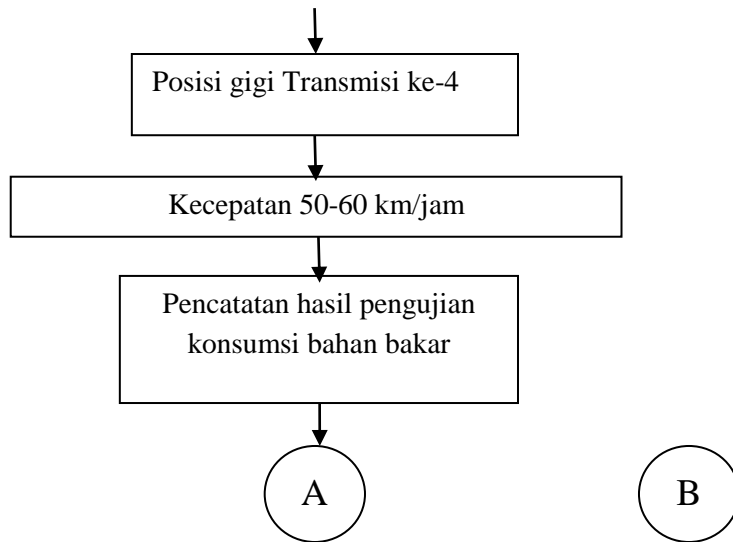 Posisi gigi Transmisi ke-4
Kecepatan 50-60 km/jam
Pencatatan hasil pengujian
konsumsi bahan bakar
A
B